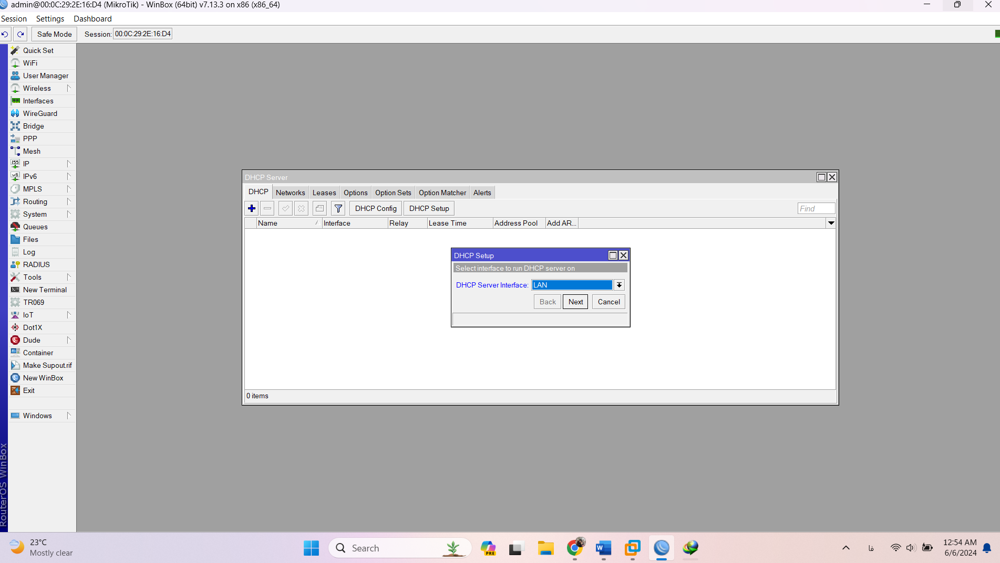 admin@00:0C:29:2E:16:D4 (MikroTik) - WinBox (64bit) v7.13.3 on x86 (x86_64)
Session Settings Dashboard
Safe Mode Session: 00:0C:29:2E:16:D4
Quick Set
WiFi
User Manager
Wireless
Interfaces
WireGuard
Bridge
PPP
Mesh
IP
IPv6
MPLS
Routing
System
Queues
Files
Log
RADIUS
Tools
New Terminal
TR069
IoT
Dot1X
Dude
Container
Make Supout.rif
New WinBox
Exit
Windows
RouterOS WinBox
DHCP Server
DHCP Networks Leases Options Option Sets Option Matcher Alerts
DHCP Config DHCP Setup Find
Name Interface Relay Lease Time Address Pool Add AR...
DHCP Setup
Select interface to run DHCP server on
DHCP Server Interface: LAN
Back Next Cancel
0 items
23°C
Mostly clear
Search
PRE
فا
12:54 AM
6/6/2024